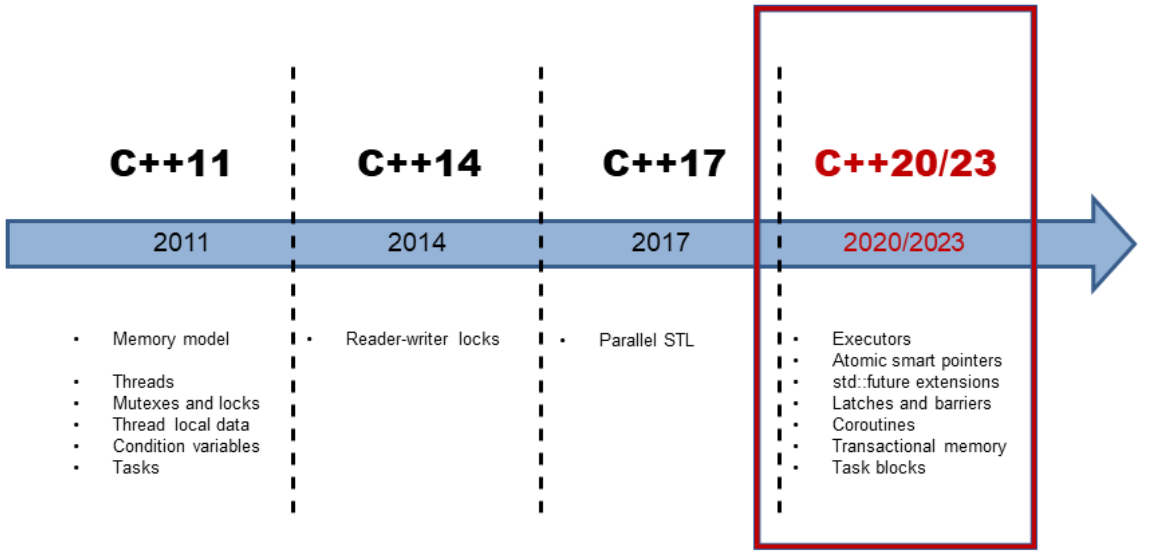 C++11
C++14
C++17
C++20/23
2011
2014
2017
2020/2023
• Memory model
• Threads
• Mutexes and locks
• Thread local data
• Condition variables
• Tasks
• Reader-writer locks
• Parallel STL
• Executors
• Atomic smart pointers
• std::future extensions
• Latches and barriers
• Coroutines
• Transactional memory
• Task blocks